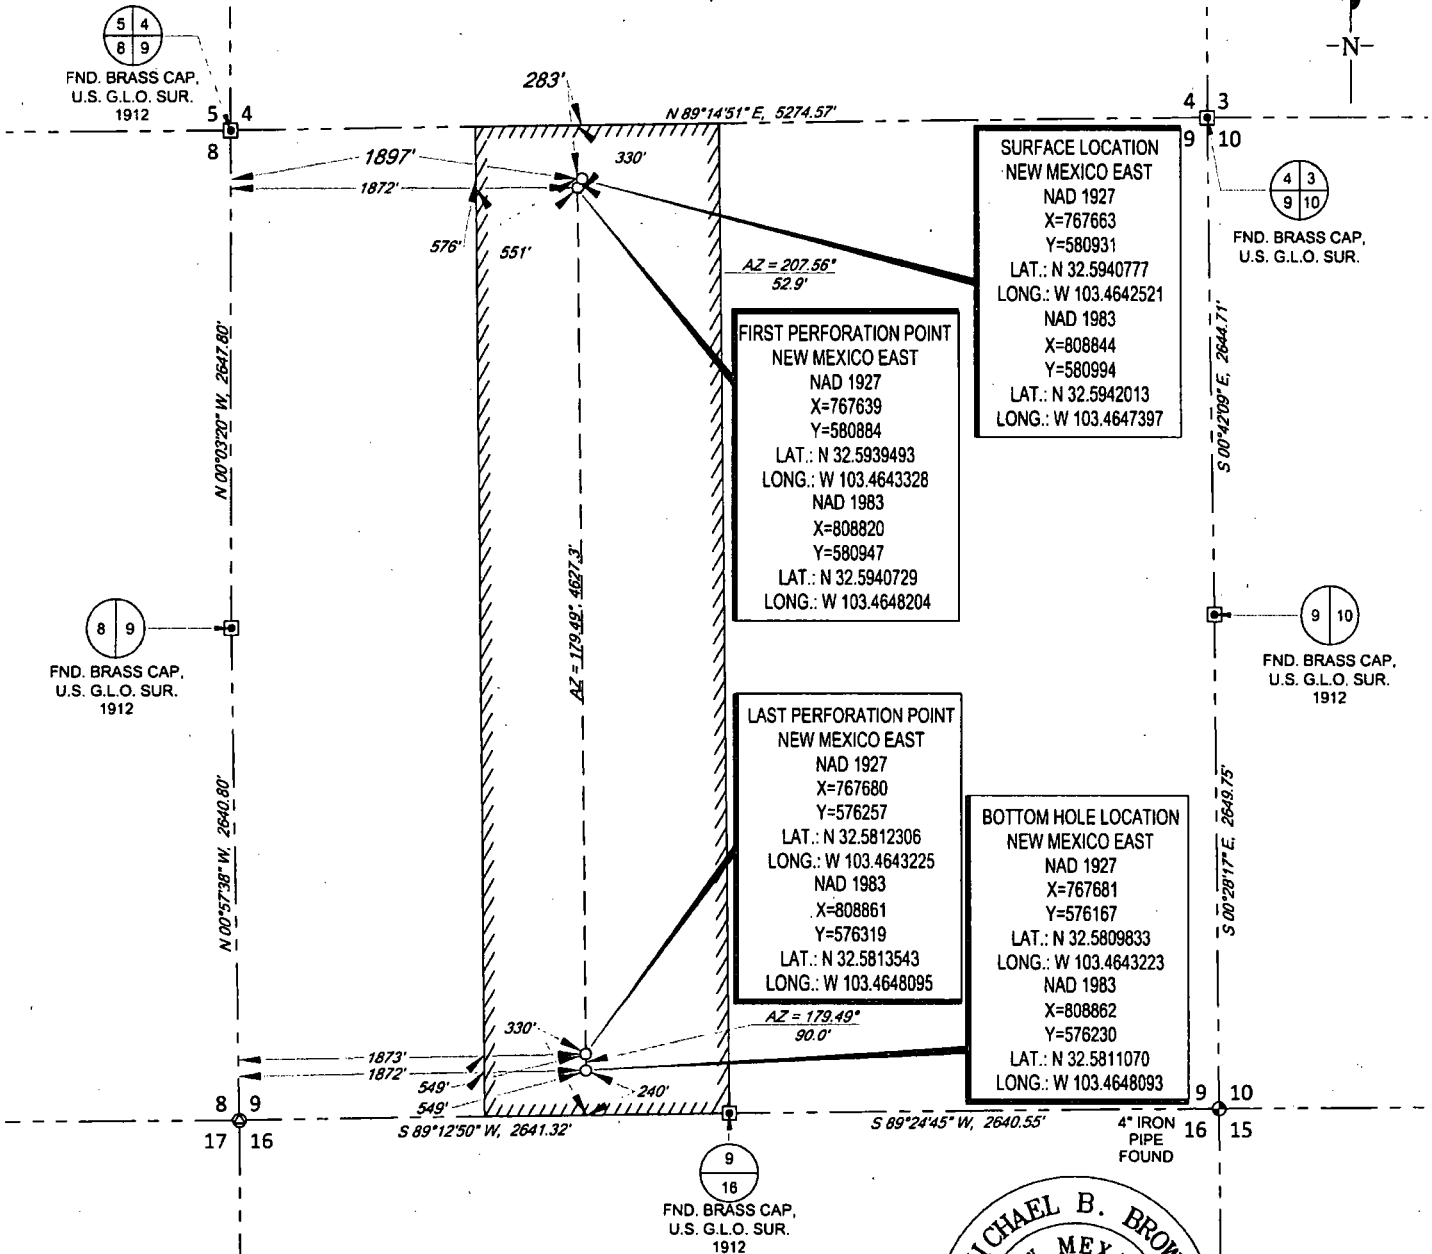 5 4
8 9
FND. BRASS CAP,
U.S. G.L.O. SUR.
1912
5 4
8
283'
N 89°14'51" E, 5274.57'
4 3
9 10
-N-
4 3
9 10
FND. BRASS CAP,
U.S. G.L.O. SUR.
1897'
1872'
330'
576'
551'
AZ = 207.56°
52.9'
SURFACE LOCATION
NEW MEXICO EAST
NAD 1927
X=767663
Y=580931
LAT.: N 32.5940777
LONG.: W 103.4642521
NAD 1983
X=808844
Y=580994
LAT.: N 32.5942013
LONG.: W 103.4647397
FIRST PERFORATION POINT
NEW MEXICO EAST
NAD 1927
X=767639
Y=580884
LAT.: N 32.5939493
LONG.: W 103.4643328
NAD 1983
X=808820
Y=580947
LAT.: N 32.5940729
LONG.: W 103.4648204
N 00°03'20" W, 2647.80'
S 00°42'09" E, 2644.71'
AZ = 179.49°, 4627.3'
8 9
FND. BRASS CAP,
U.S. G.L.O. SUR.
1912
9 10
FND. BRASS CAP,
U.S. G.L.O. SUR.
1912
LAST PERFORATION POINT
NEW MEXICO EAST
NAD 1927
X=767680
Y=576257
LAT.: N 32.5812306
LONG.: W 103.4643225
NAD 1983
X=808861
Y=576319
LAT.: N 32.5813543
LONG.: W 103.4648095
BOTTOM HOLE LOCATION
NEW MEXICO EAST
NAD 1927
X=767681
Y=576167
LAT.: N 32.5809833
LONG.: W 103.4643223
NAD 1983
X=808862
Y=576230
LAT.: N 32.5811070
LONG.: W 103.4648093
N 00°57'38" W, 2640.80'
S 00°28'17" E, 2649.75'
AZ = 179.49°
90.0'
330'
1873'
1872'
549'
549'
240'
8 9
17 16
S 89°12'50" W, 2641.32'
S 89°24'45" W, 2640.55'
4" IRON
PIPE
FOUND
9 10
16 15
9
16
FND. BRASS CAP,
U.S. G.L.O. SUR.
1912
MICHAEL B. BROW
MEX